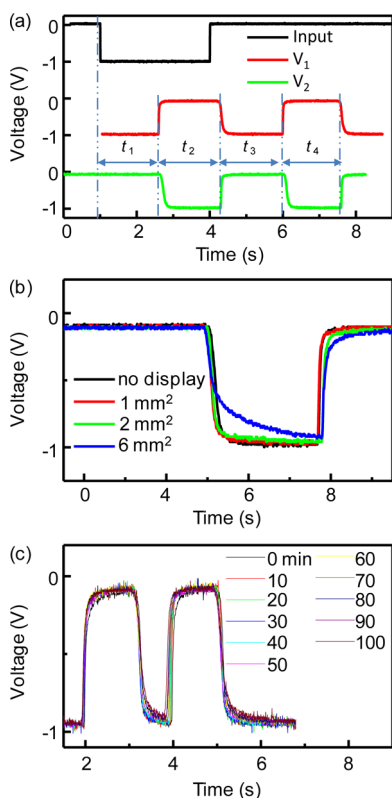 (a)
Input
V1
V2
0
-1
0
-1
0
-1
t1 t2 t3 t4
Voltage (V)
0 2 4 6 8
Time (s)
(b)
0
-1
Voltage (V)
no display
1 mm²
2 mm²
6 mm²
0 2 4 6 8
Time (s)
(c)
0
-1
Voltage (V)
0 min
10
20
30
40
50
60
70
80
90
100
2 4 6 8
Time (s)